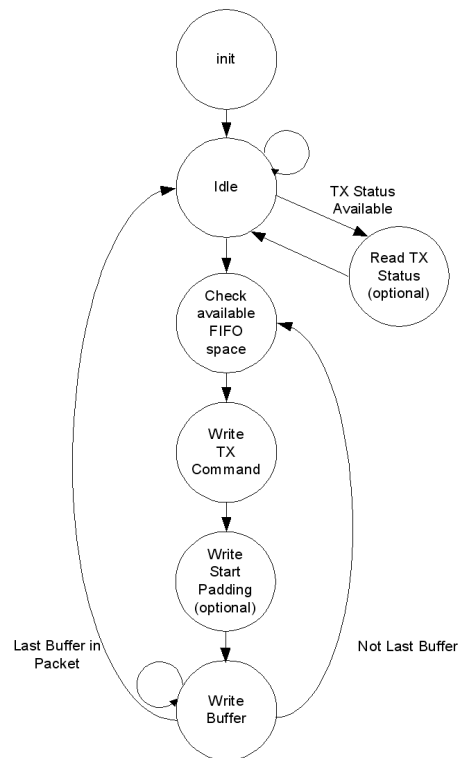 init
Idle
TX Status
Available
Read TX
Status
(optional)
Check
available
FIFO
space
Write
TX
Command
Write
Start
Padding
(optional)
Last Buffer in
Packet
Not Last Buffer
Write
Buffer